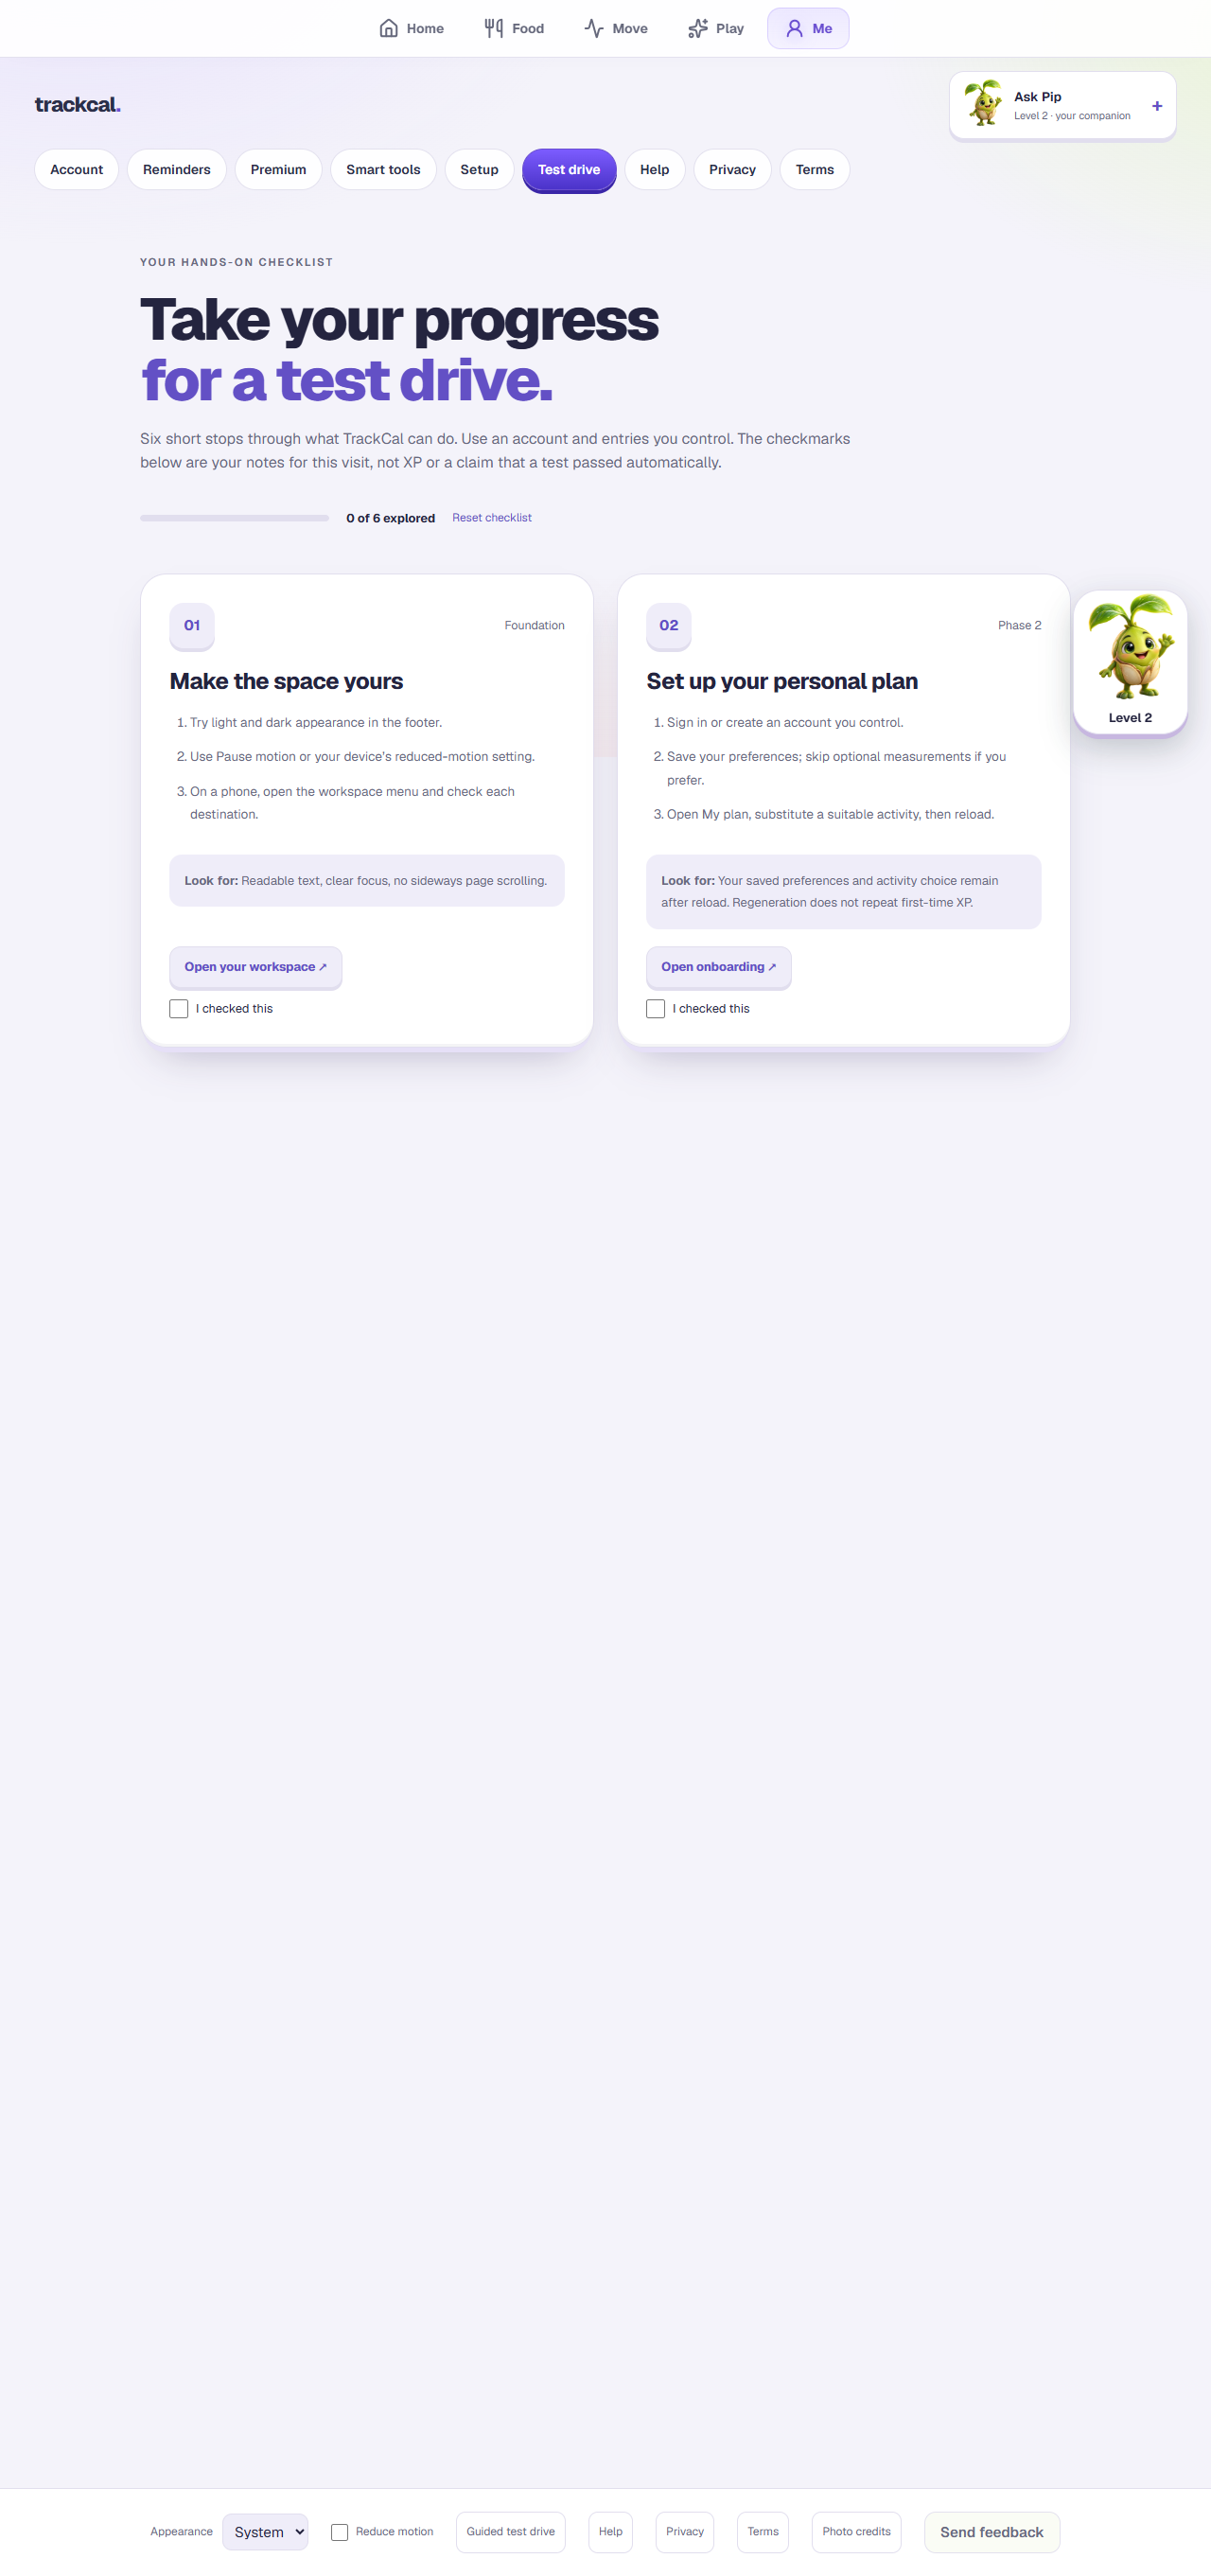 Home
Food
Move
Play
Me
trackcal.
Ask Pip
Level 2 · your companion
+
Account
Reminders
Premium
Smart tools
Setup
Test drive
Help
Privacy
Terms
YOUR HANDS-ON CHECKLIST
Take your progress
for a test drive.
Six short stops through what TrackCal can do. Use an account and entries you control. The checkmarks
below are your notes for this visit, not XP or a claim that a test passed automatically.
0 of 6 explored
Reset checklist
01
Foundation
Make the space yours
1. Try light and dark appearance in the footer.
2. Use Pause motion or your device's reduced-motion setting.
3. On a phone, open the workspace menu and check each
destination.
Look for: Readable text, clear focus, no sideways page scrolling.
Open your workspace ↗
I checked this
02
Phase 2
Set up your personal plan
1. Sign in or create an account you control.
2. Save your preferences; skip optional measurements if you
prefer.
3. Open My plan, substitute a suitable activity, then reload.
Look for: Your saved preferences and activity choice remain
after reload. Regeneration does not repeat first-time XP.
Open onboarding ↗
I checked this
Level 2
Appearance
System
Reduce motion
Guided test drive
Help
Privacy
Terms
Photo credits
Send feedback